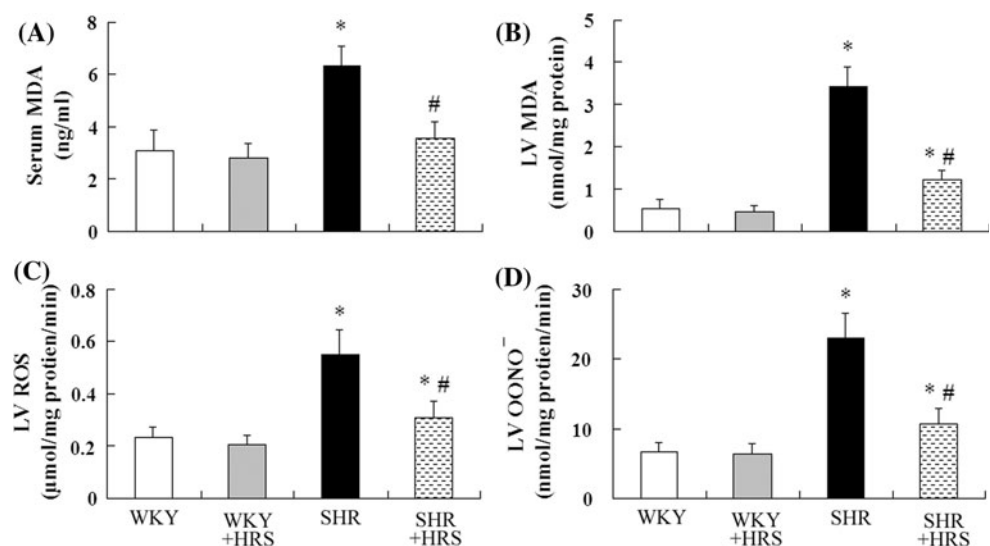 (A)
Serum MDA
(ng/ml)
8
6
4
2
0
*
#
(B)
LV MDA
(nmol/mg protein)
5
4
3
2
1
0
*
* #
(C)
LV ROS
(µmol/mg protien/min)
0.8
0.6
0.4
0.2
0
*
* #
WKY
WKY
+HRS
SHR
SHR
+HRS
(D)
LV OONO⁻
(nmol/mg protein/min)
30
20
10
0
*
* #
WKY
WKY
+HRS
SHR
SHR
+HRS